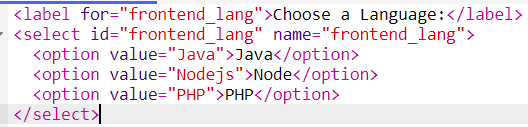 <label for="frontend_lang">Choose a Language:</label>
<select id="frontend_lang" name="frontend_lang">
  <option value="Java">Java</option>
  <option value="Nodejs">Node</option>
  <option value="PHP">PHP</option>
</select>